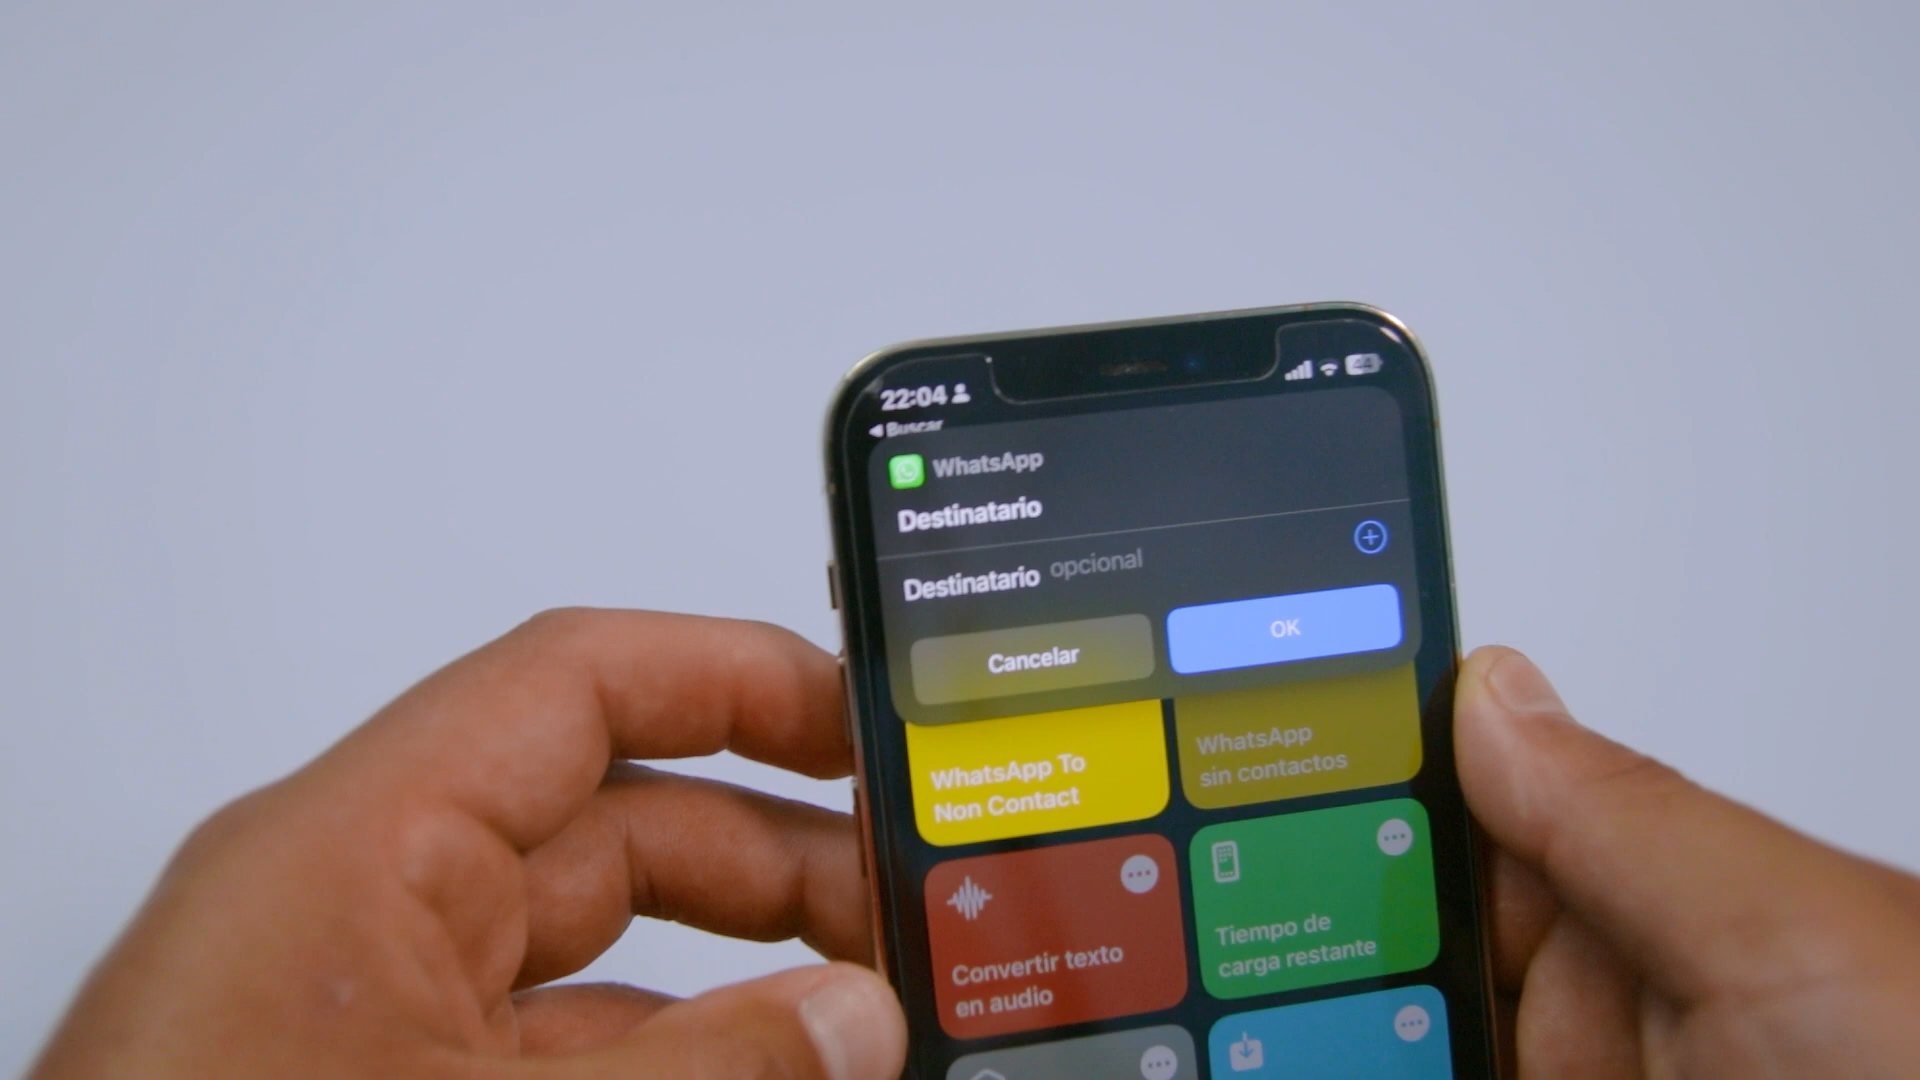 22:04
44
◀ Buscar
WhatsApp
Destinatario
Destinatario opcional
Cancelar
OK
WhatsApp To
Non Contact
WhatsApp
sin contactos
Convertir texto
en audio
Tiempo de
carga restante